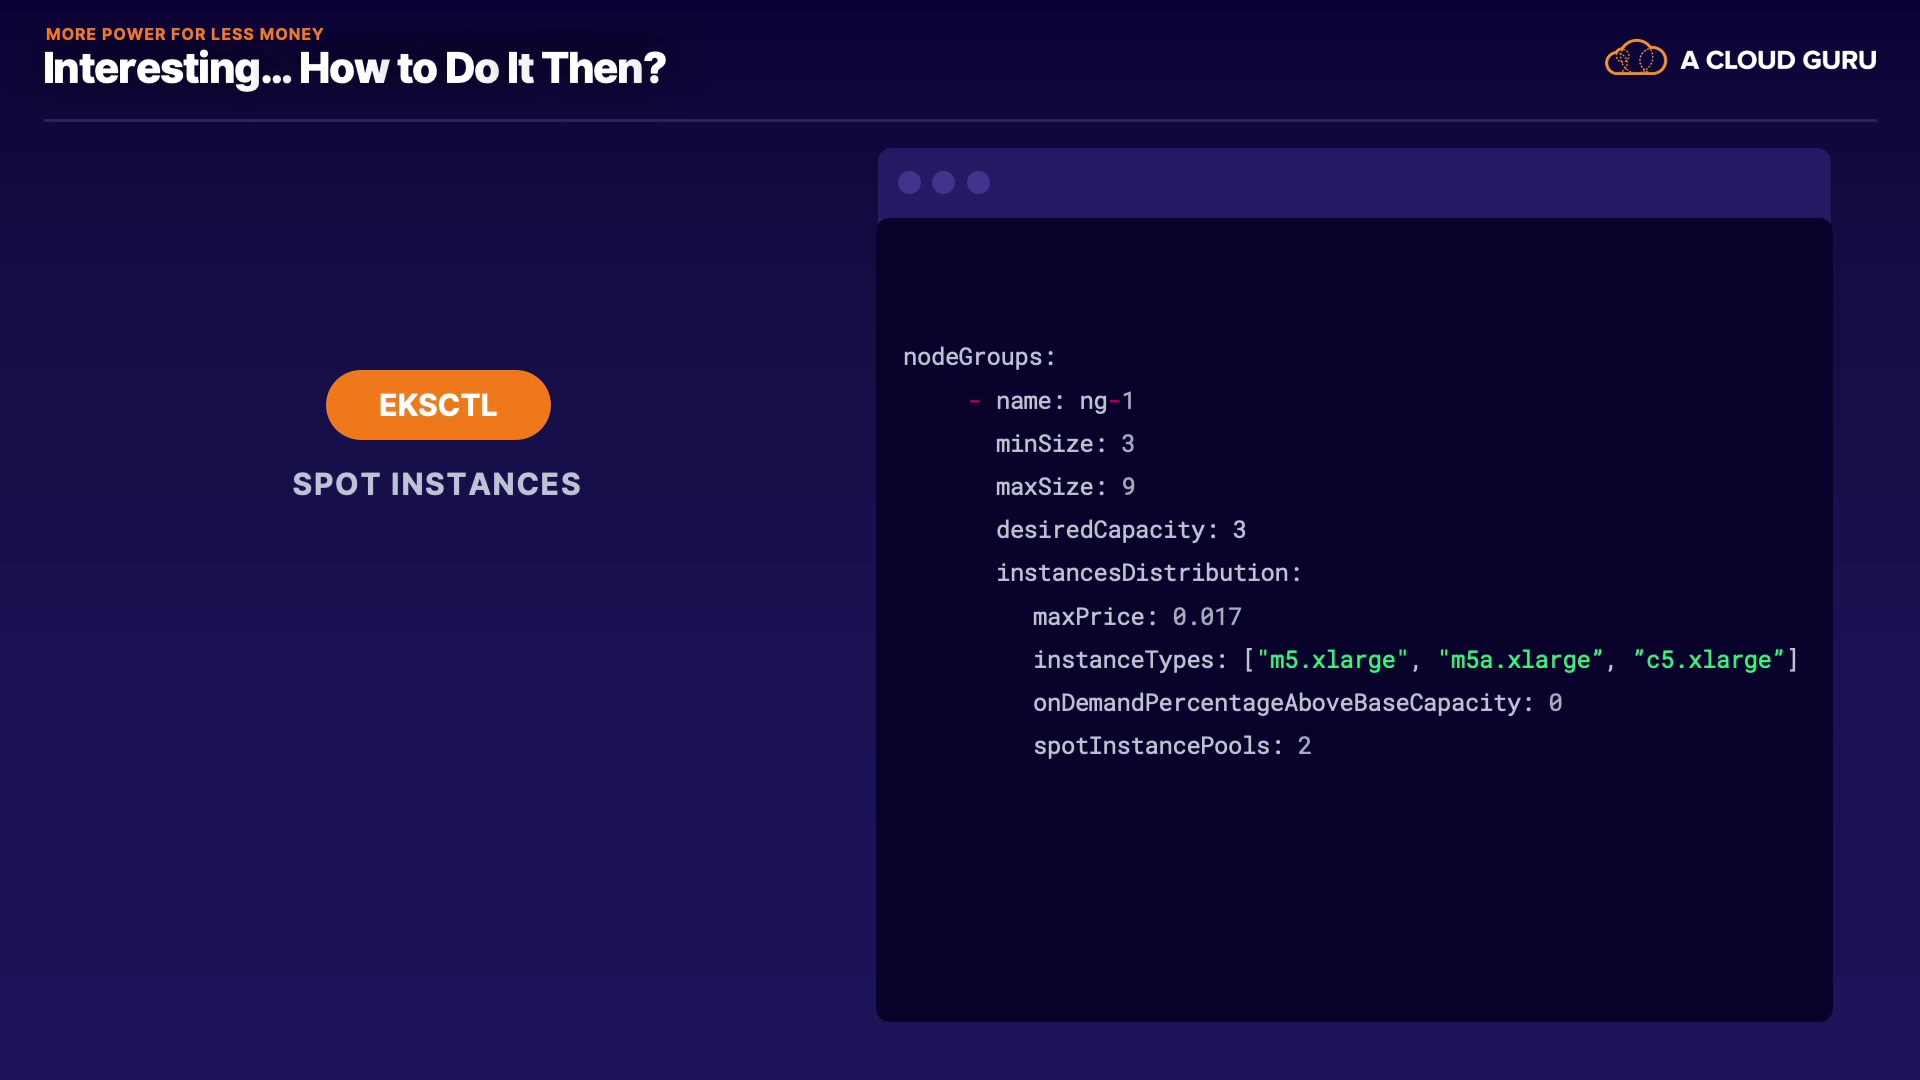 MORE POWER FOR LESS MONEY
Interesting... How to Do It Then?
A CLOUD GURU
EKSCTL
SPOT INSTANCES
nodeGroups:
- name: ng-1
minSize: 3
maxSize: 9
desiredCapacity: 3
instancesDistribution:
maxPrice: 0.017
instanceTypes: ["m5.xlarge", "m5a.xlarge”, ”c5.xlarge”]
onDemandPercentageAboveBaseCapacity: 0
spotInstancePools: 2